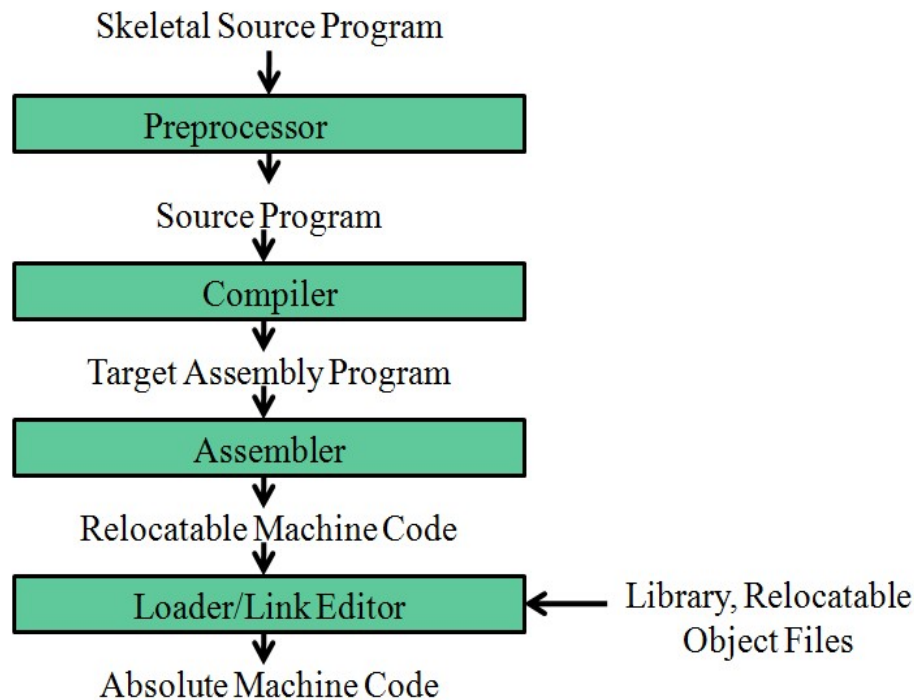 Skeletal Source Program
Preprocessor
Source Program
Compiler
Target Assembly Program
Assembler
Relocatable Machine Code
Loader/Link Editor
Library, Relocatable
Object Files
Absolute Machine Code